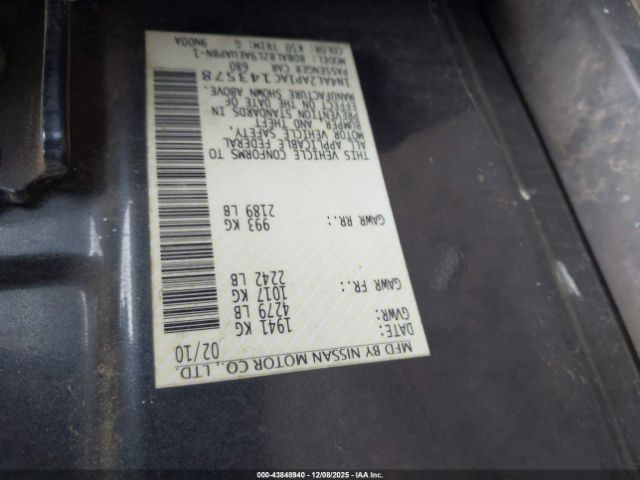 MFD BY NISSAN MOTOR CO., LTD.
DATE: 02/10
GVWR: 1941 KG
4279 LB
GAWR FR.: 1017 KG
2242 LB
GAWR RR.: 993 KG
2189 LB
THIS VEHICLE CONFORMS TO
ALL APPLICABLE FEDERAL
MOTOR VEHICLE SAFETY,
BUMPER, AND THEFT
PREVENTION STANDARDS IN
EFFECT ON THE DATE OF
MANUFACTURE SHOWN ABOVE.
1N4AL2AP1AC143578
PASSENGER CAR 680
MODEL: BDBALBZL9AEUAP8N-1
COLOR: K50 TRIM: G 9N00A
000-43848940 | 12/08/2025 - IAAI.com